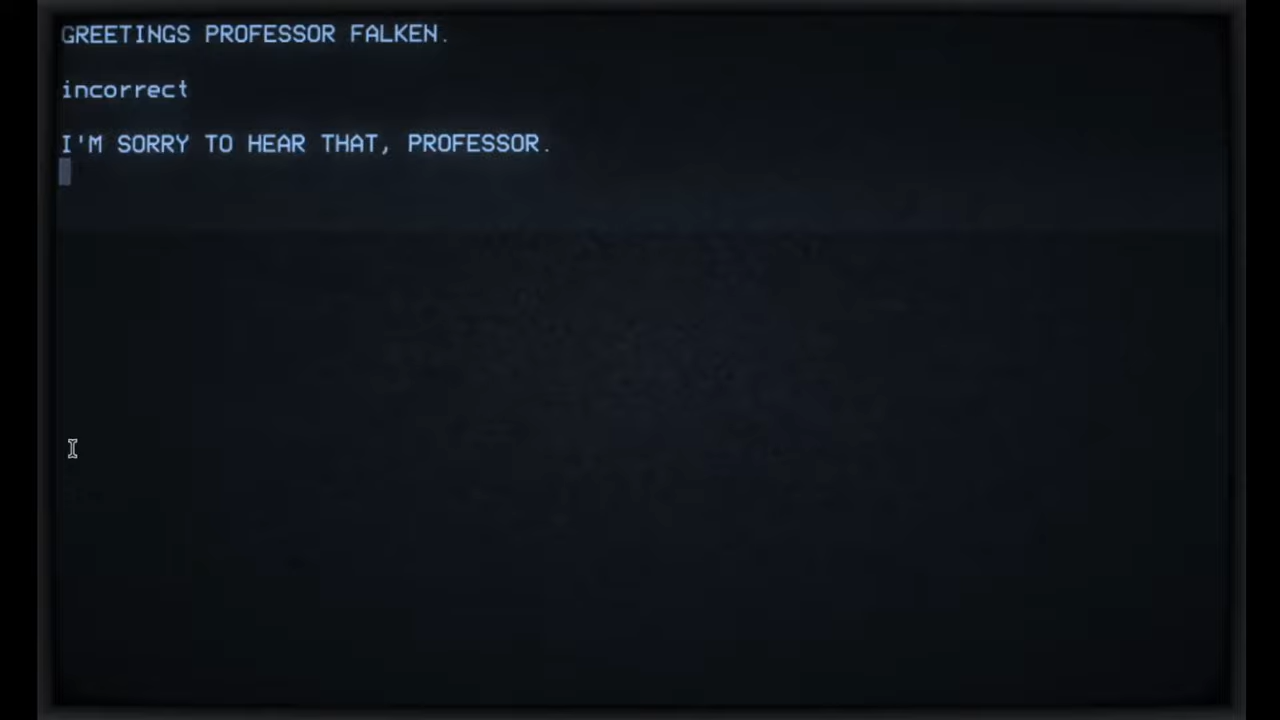 GREETINGS PROFESSOR FALKEN.
incorrect
I'M SORRY TO HEAR THAT, PROFESSOR.